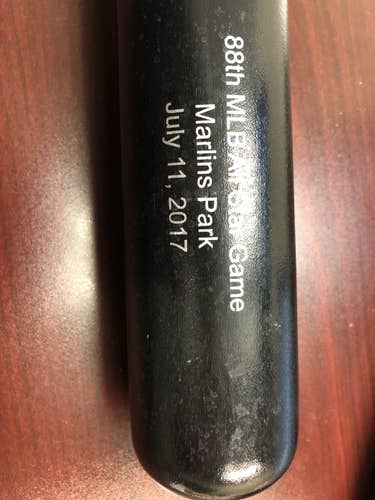 88th MLB All-Star Game
Marlins Park
July 11, 2017